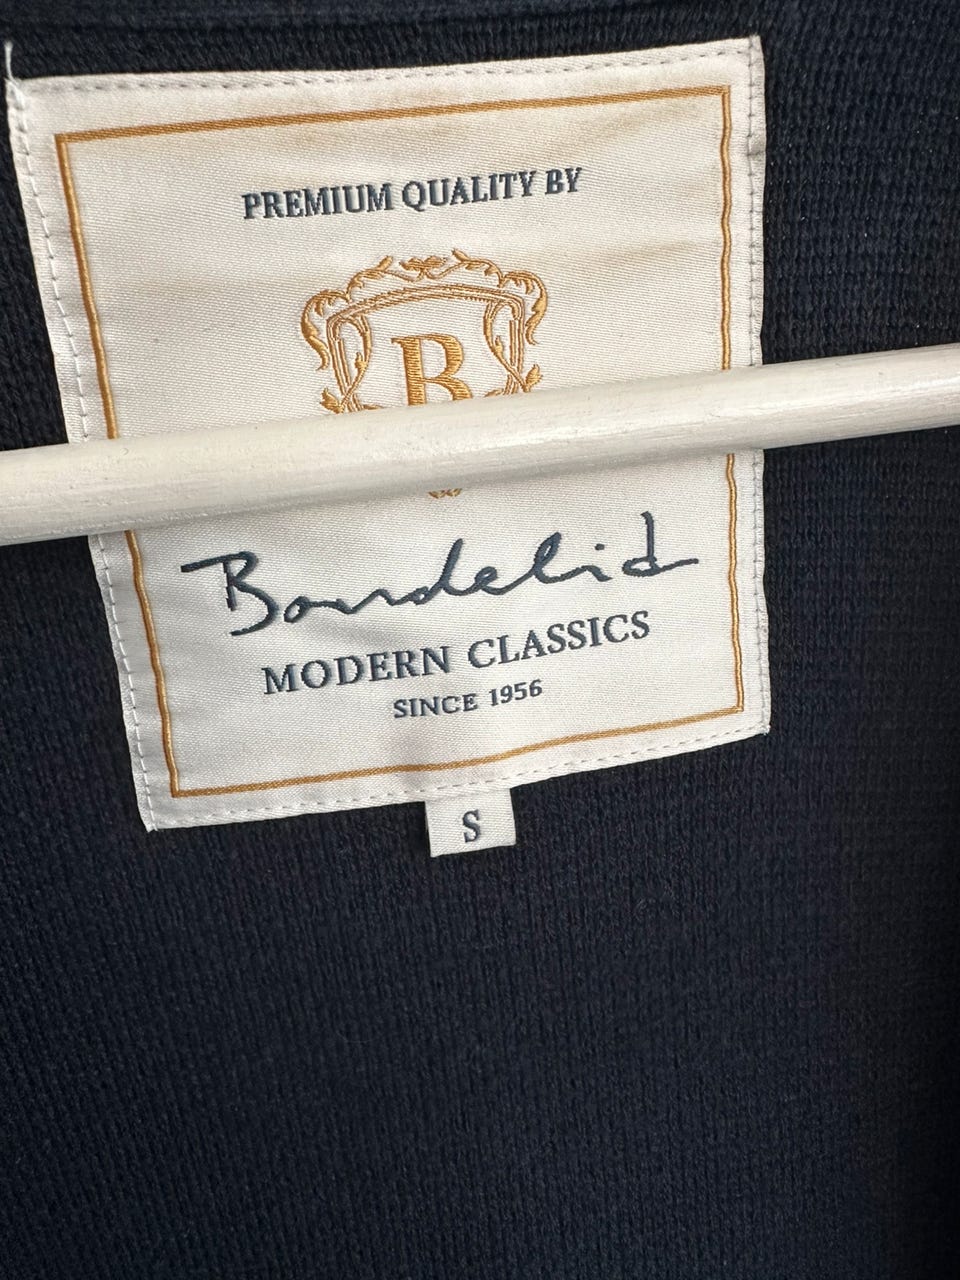 PREMIUM QUALITY BY
B
Bondelid
MODERN CLASSICS
SINCE 1956
S